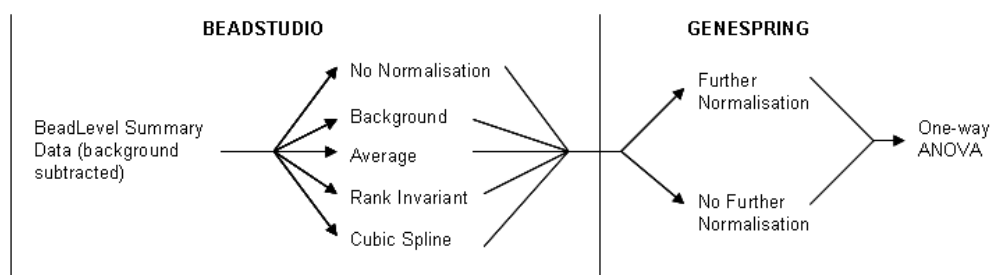 BEADSTUDIO
GENESPRING
BeadLevel Summary
Data (background
subtracted)
No Normalisation
Background
Average
Rank Invariant
Cubic Spline
Further
Normalisation
No Further
Normalisation
One-way
ANOVA